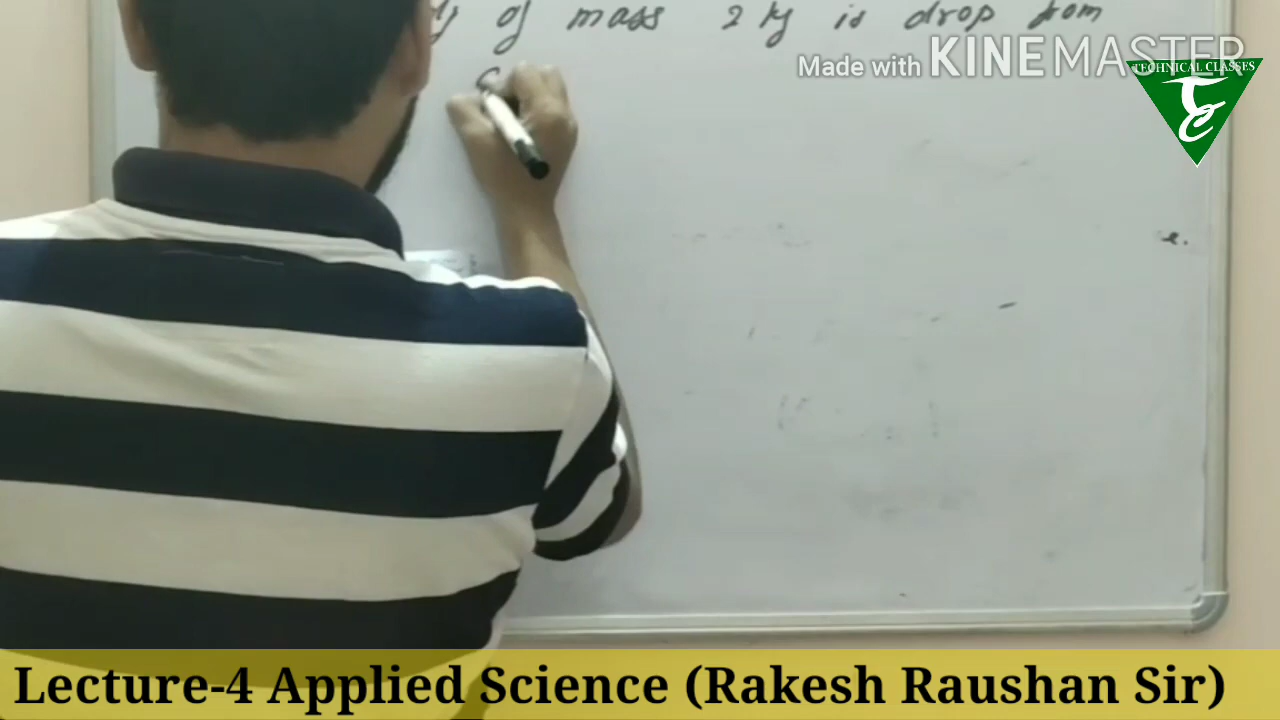 of mass 2 kg is drop from
Made with KINEMASTER
TECHNICAL CLASSES
Lecture-4 Applied Science (Rakesh Raushan Sir)